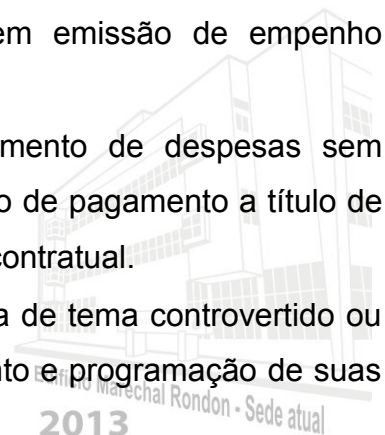 em emissão de empenho
mento de despesas sem
o de pagamento a título de
contratual.
a de tema controvertido ou
nto e programação de suas
Edifício Marechal Rondon - Sede atual
2013